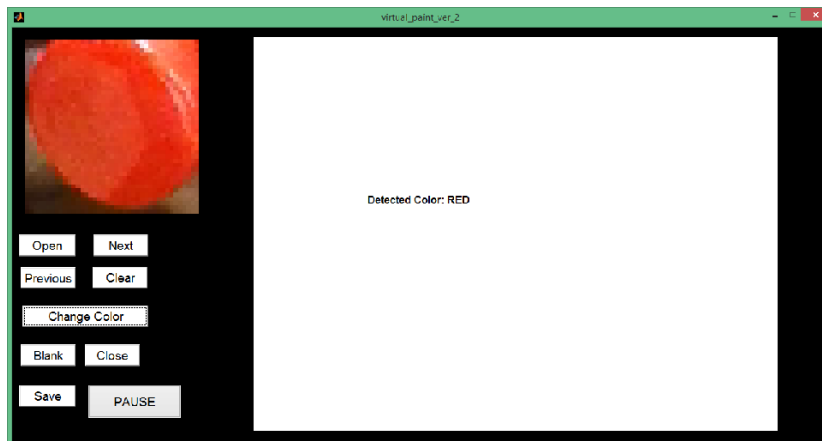 virtual_paint_ver_2
Detected Color: RED
Open Next
Previous Clear
Change Color
Blank Close
Save PAUSE